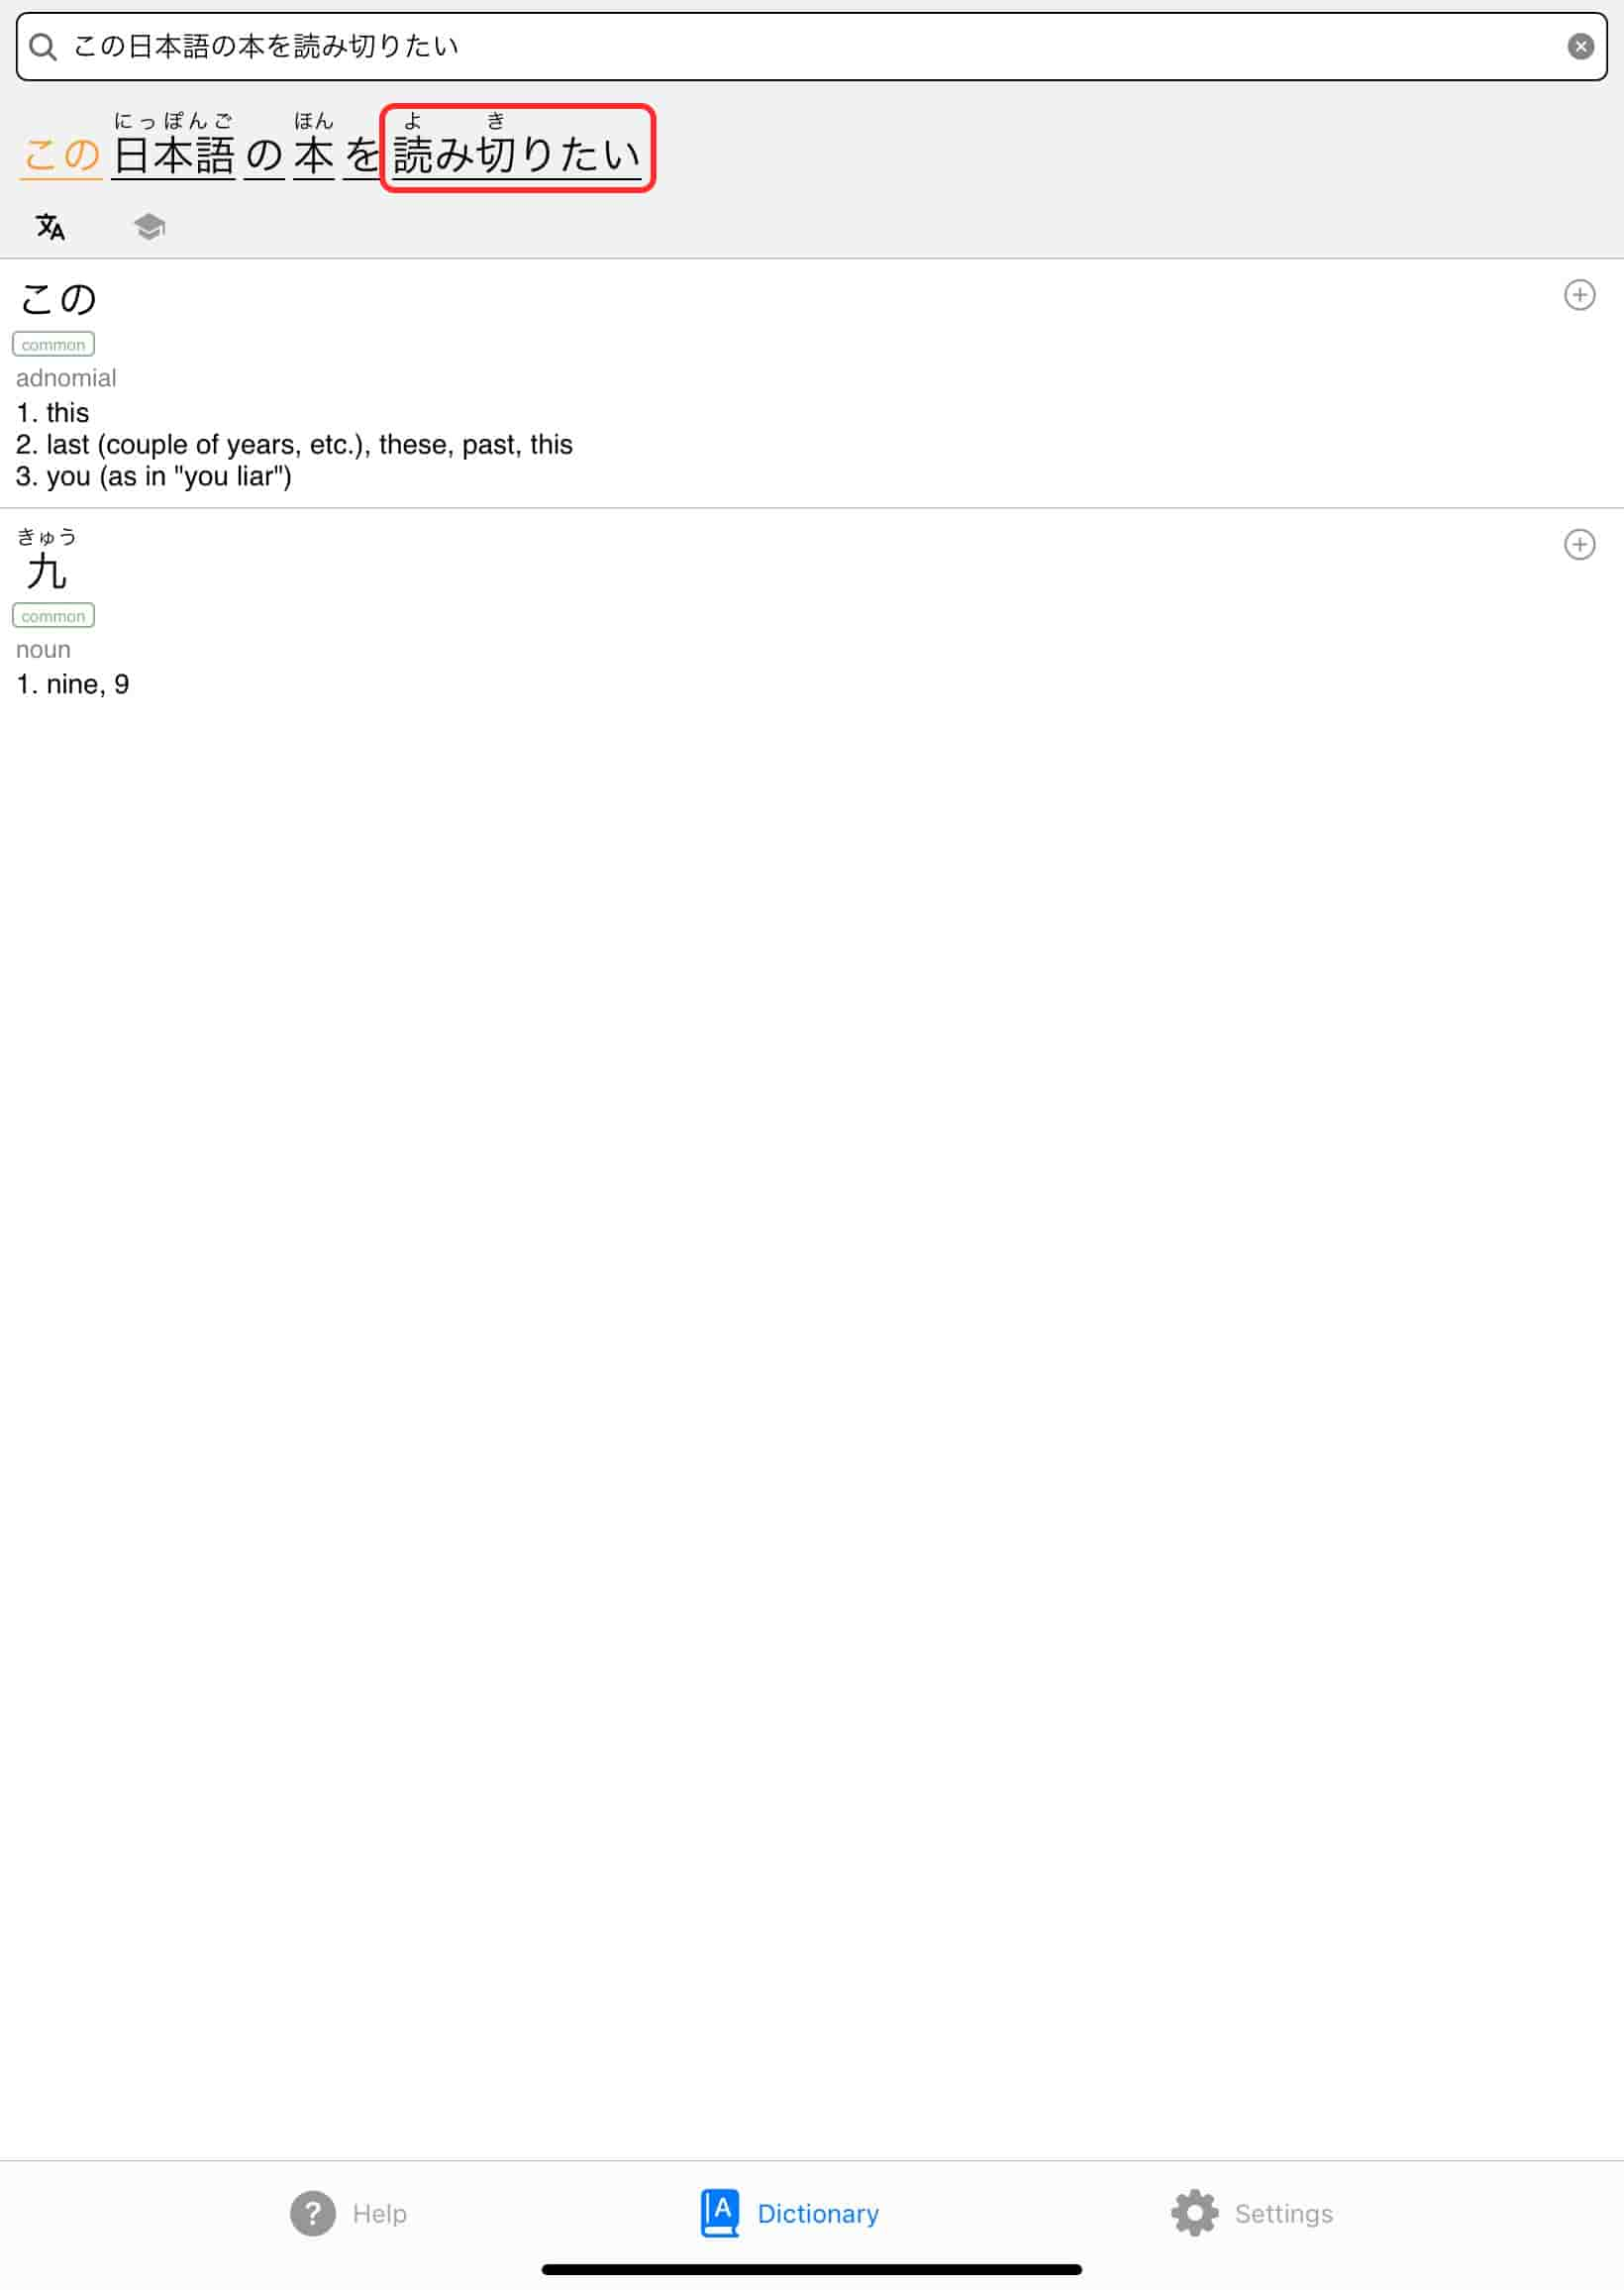 この日本語の本を読み切りたい
にっぽんご ほん よ き
この 日本語 の 本 を 読み切りたい
文A
この
common
adnomial
1. this
2. last (couple of years, etc.), these, past, this
3. you (as in "you liar")
きゅう
九
common
noun
1. nine, 9
? Help
A Dictionary
Settings